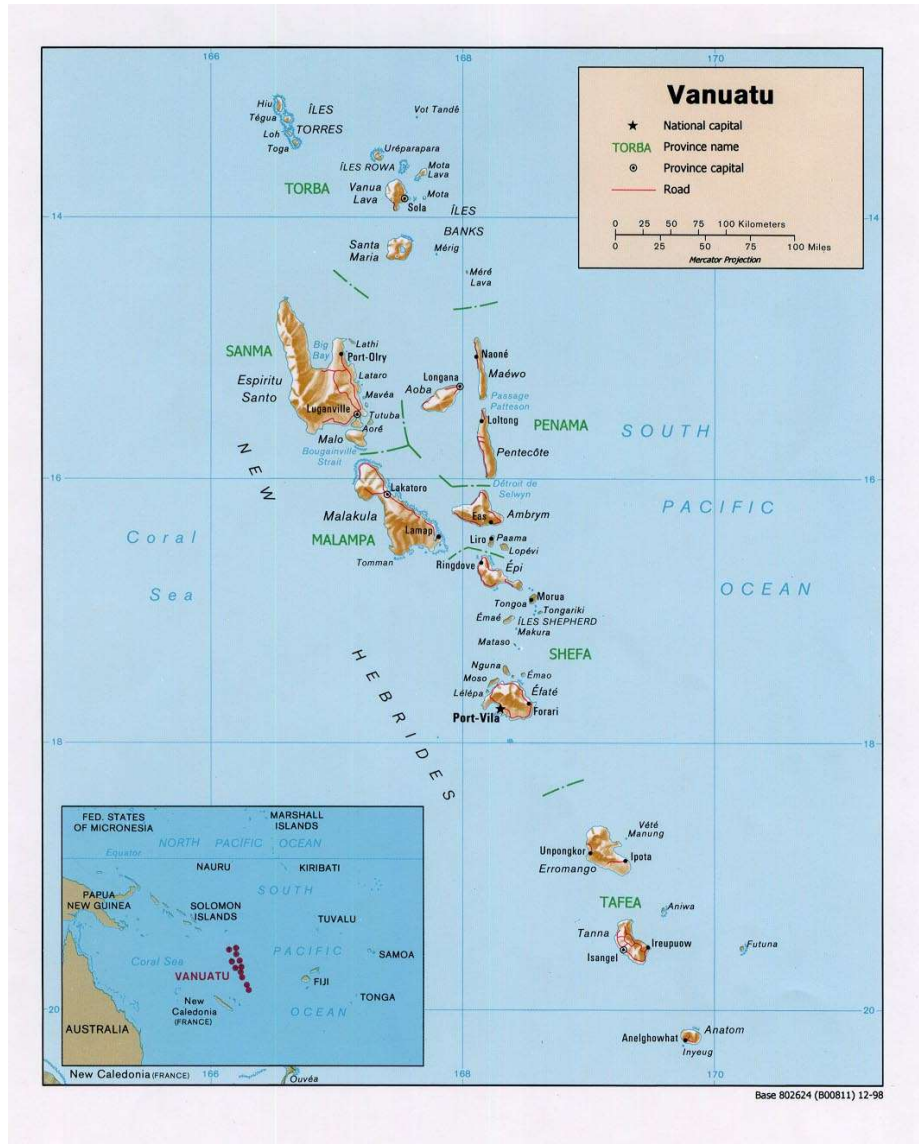 166
168
170
Vanuatu
National capital
TORBA Province name
Province capital
Road
0 25 50 75 100 Kilometers
0 25 50 75 100 Miles
Mercator Projection
Hiu
Tégua
Loh
Toga
ÎLES
TORRES
Vot Tandé
Uréparapara
ÎLES ROWA
Mota
Lava
TORBA
Vanua
Lava
Mota
Sola
14
14
ÎLES
BANKS
Santa
Maria
Mérig
Méré
Lava
SANMA
Big
Bay
Lathi
Port-Olry
Espiritu
Santo
Lataro
Mavéa
Luganville
Tutuba
Aoré
Malo
Bougainville
Strait
Longana
Aoba
Naoné
Maéwo
Passage
Patteson
Loltong
PENAMA
Pentecôte
SOUTH
PACIFIC
OCEAN
NEW
HEBRIDES
16
16
Détroit de
Selwyn
Lakatoro
Malakula
Lamap
MALAMPA
Tomman
Coral
Sea
Eas
Ambrym
Liro
Paama
Lopévi
Ringdove
Épi
Morua
Tongoa
Tongariki
Émaé
ÎLES SHEPHERD
Makura
Mataso
SHEFA
Nguna
Moso
Émao
Lélépa
Éfaté
Port-Vila
Forari
18
18
Vété
Manung
Unpongkor
Ipota
Erromango
TAFEA
Aniwa
Tanna
Ireupuow
Isangel
Futuna
20
20
Anelghowhat
Anatom
Inyeug
FED. STATES
OF MICRONESIA
MARSHALL
ISLANDS
NORTH PACIFIC OCEAN
Equator
NAURU
KIRIBATI
SOUTH
PAPUA
NEW GUINEA
SOLOMON
ISLANDS
TUVALU
PACIFIC
Coral Sea
SAMOA
VANUATU
FIJI
New
Caledonia
(FRANCE)
TONGA
OCEAN
AUSTRALIA
New Caledonia (FRANCE)
166
Ouvéa
168
170
Base 802624 (B00811) 12-98